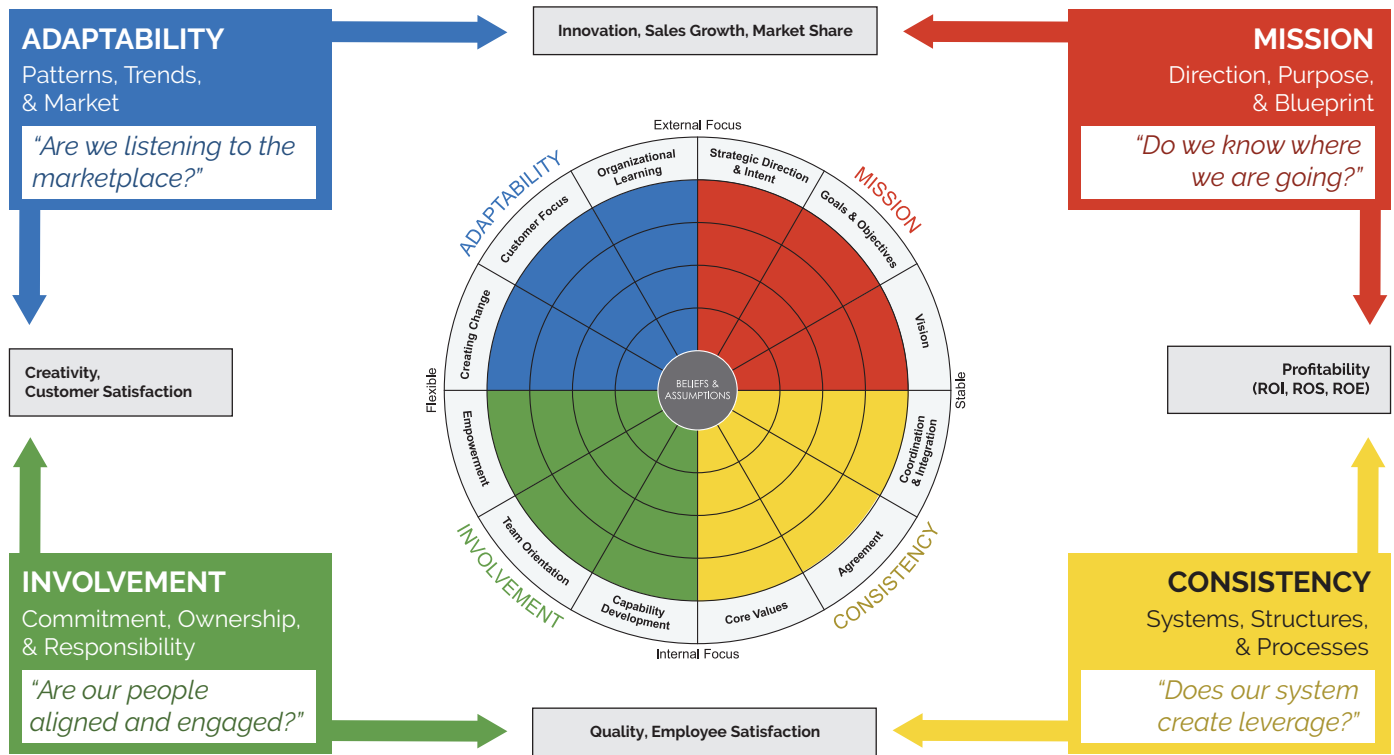 ADAPTABILITY
Patterns, Trends,
& Market
“Are we listening to the
marketplace?”
Innovation, Sales Growth, Market Share
MISSION
Direction, Purpose,
& Blueprint
“Do we know where
we are going?”
External Focus
ADAPTABILITY
MISSION
Organizational
Learning
Strategic Direction
& Intent
Customer Focus
Goals & Objectives
Creating Change
Vision
Creativity,
Customer Satisfaction
Flexible
BELIEFS &
ASSUMPTIONS
Stable
Profitability
(ROI, ROS, ROE)
Empowerment
Coordination
& Integration
Team Orientation
Agreement
Capability
Development
Core Values
INVOLVEMENT
CONSISTENCY
Internal Focus
INVOLVEMENT
Commitment, Ownership,
& Responsibility
“Are our people
aligned and engaged?”
Quality, Employee Satisfaction
CONSISTENCY
Systems, Structures,
& Processes
“Does our system
create leverage?”